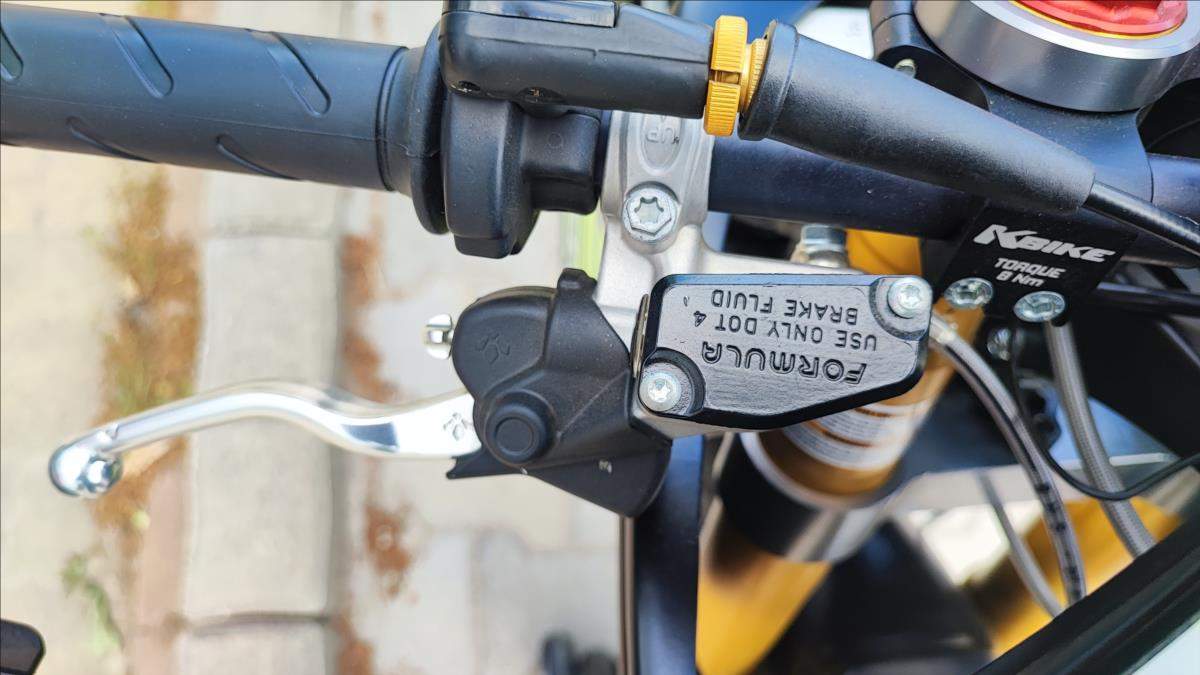 UP
KBIKE
TORQUE
8 Nm
FORMULA
USE ONLY DOT 4
BRAKE FLUID